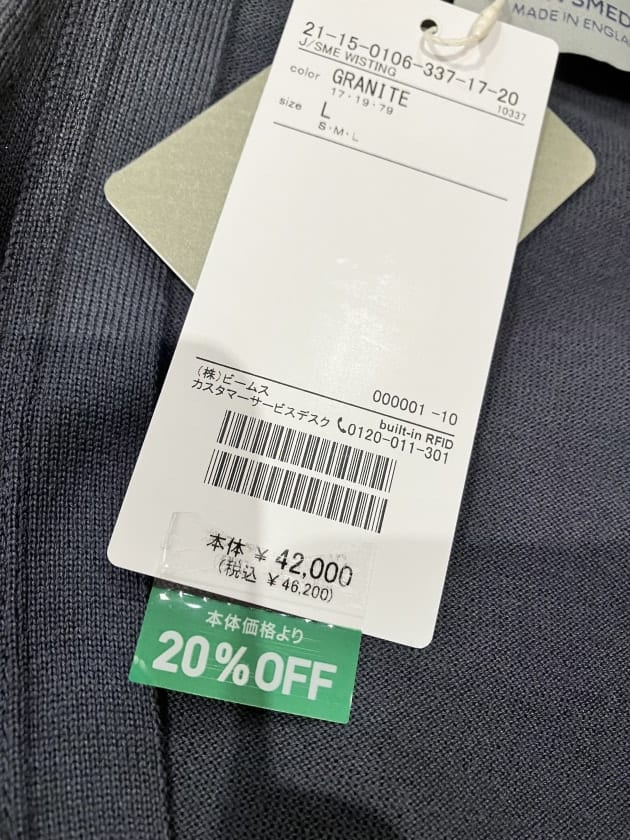 SMED
MADE IN ENGLA
21-15-0106-337-17-20
J/SME WISTING
10337
color GRANITE
17・19・79
size L
S・M・L
000001 -10
(株)ビームス
built-in RFID
カスタマーサービスデスク 0120-011-301
本体 ¥ 42,000
(税込 ¥ 46,200)
本体価格より
20%OFF